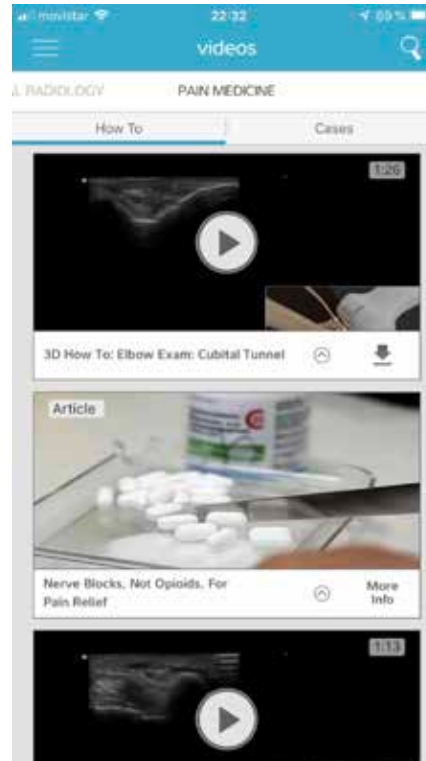 movistar 22:32 69 %
videos
L RADIOLOGY PAIN MEDICINE
How To Cases
1:26
3D How To: Elbow Exam: Cubital Tunnel
Article
Nerve Blocks, Not Opioids, For
Pain Relief
More
Info
1:13